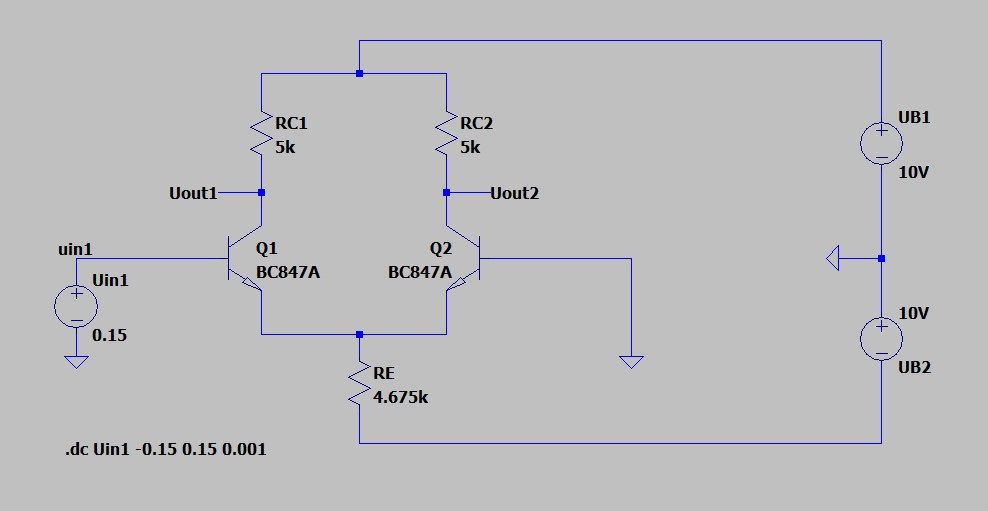 RC1
5k
RC2
5k
UB1
10V
Uout1
Uout2
uin1
Q1
BC847A
Q2
BC847A
Uin1
0.15
10V
UB2
RE
4.675k
.dc Uin1 -0.15 0.15 0.001